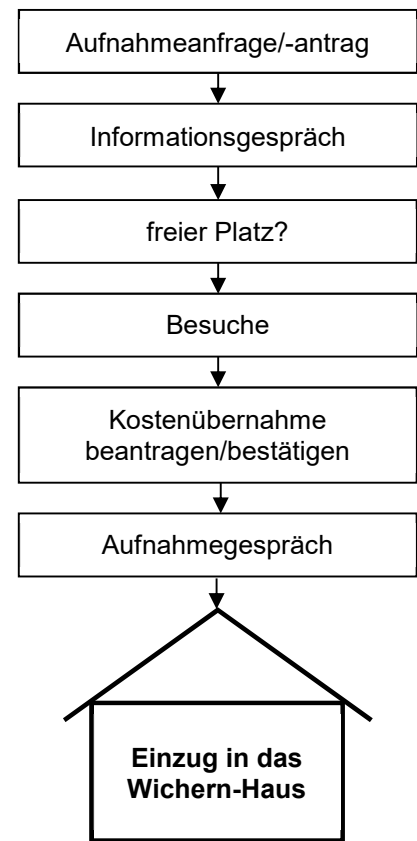 Aufnahmeanfrage/-antrag
Informationsgespräch
freier Platz?
Besuche
Kostenübernahme
beantragen/bestätigen
Aufnahmegespräch
Einzug in das
Wichern-Haus